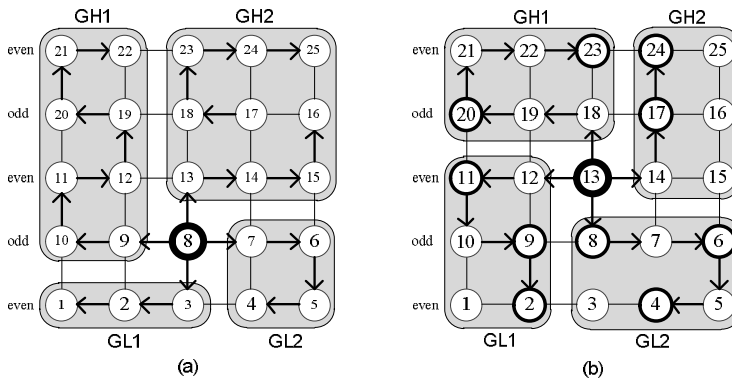 GH1 GH2 GH1 GH2
even 21 22 23 24 25 even 21 22 23 24 25
odd 20 19 18 17 16 odd 20 19 18 17 16
even 11 12 13 14 15 even 11 12 13 14 15
odd 10 9 8 7 6 odd 10 9 8 7 6
even 1 2 3 4 5 even 1 2 3 4 5
GL1 GL2 GL1 GL2
(a) (b)